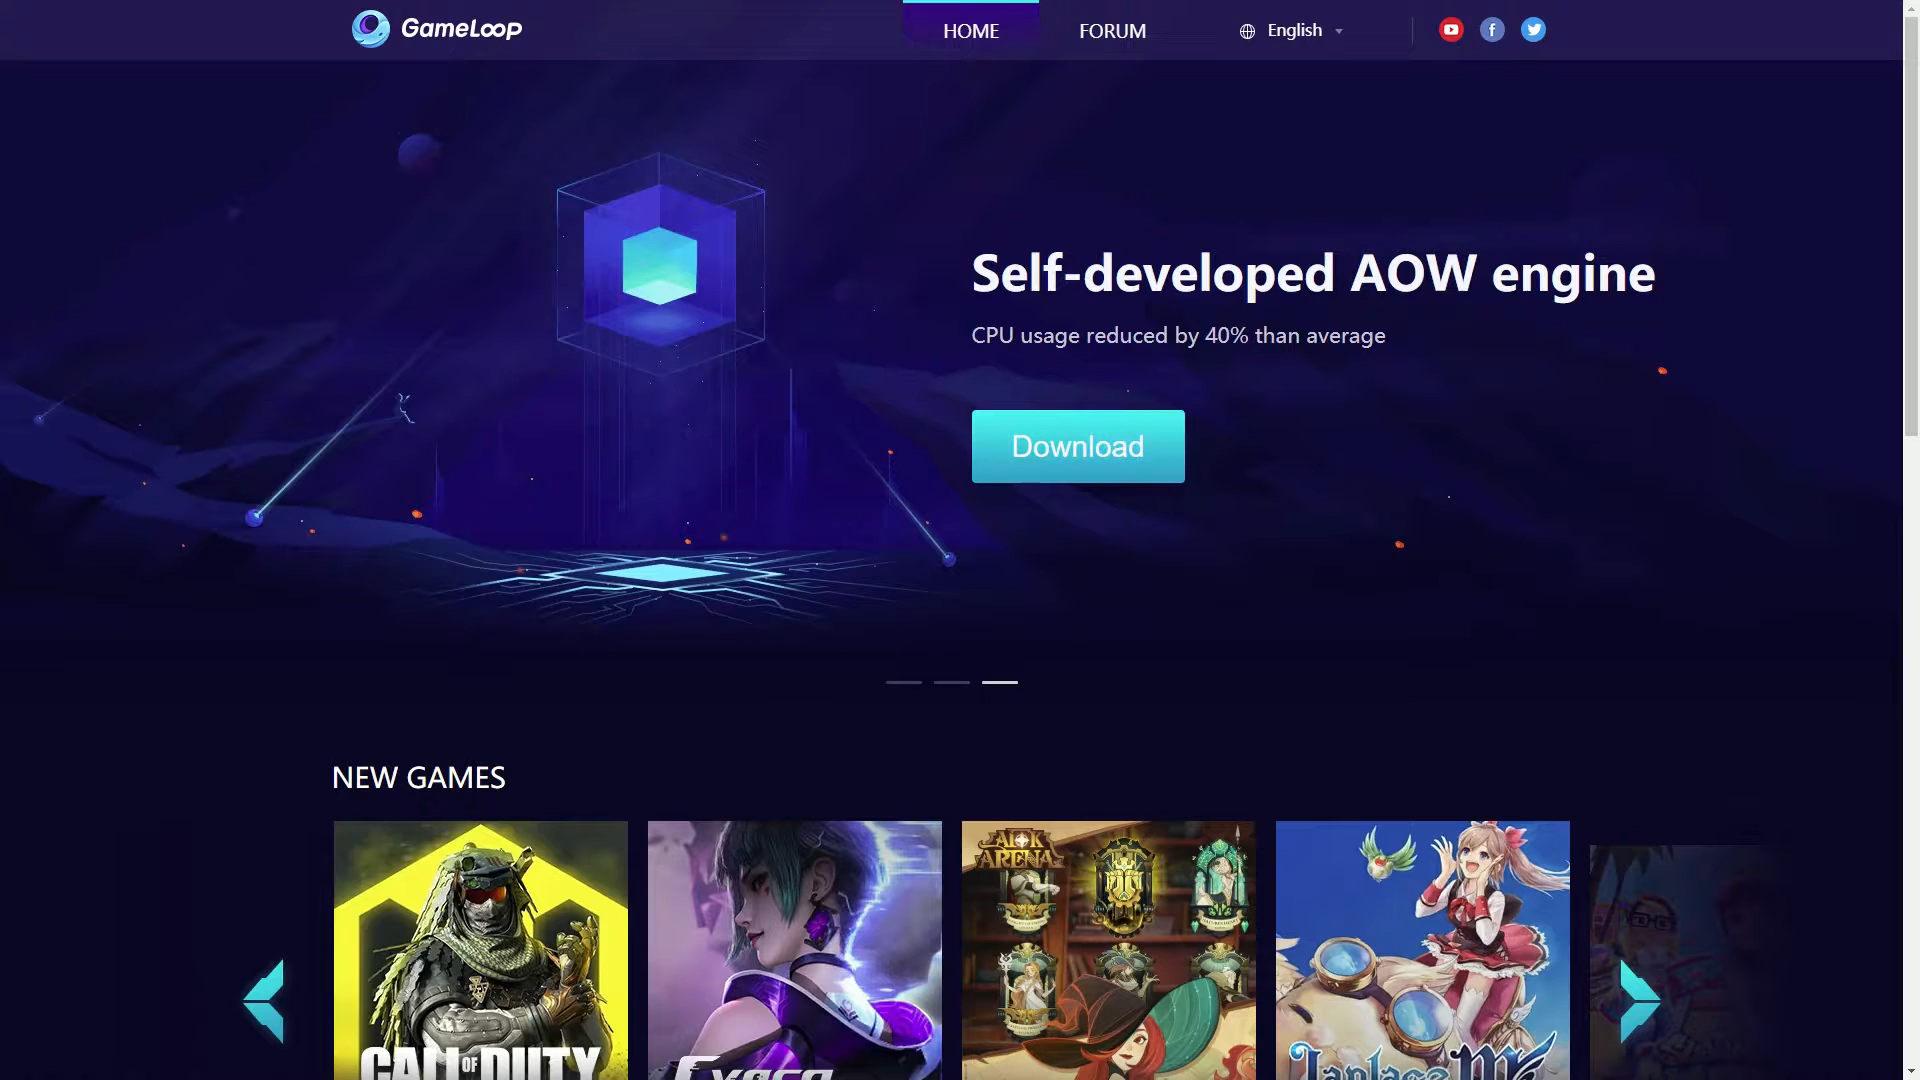 GameLoop
HOME
FORUM
English
Self-developed AOW engine
CPU usage reduced by 40% than average
Download
NEW GAMES
ARENA
CALL OF DUTY